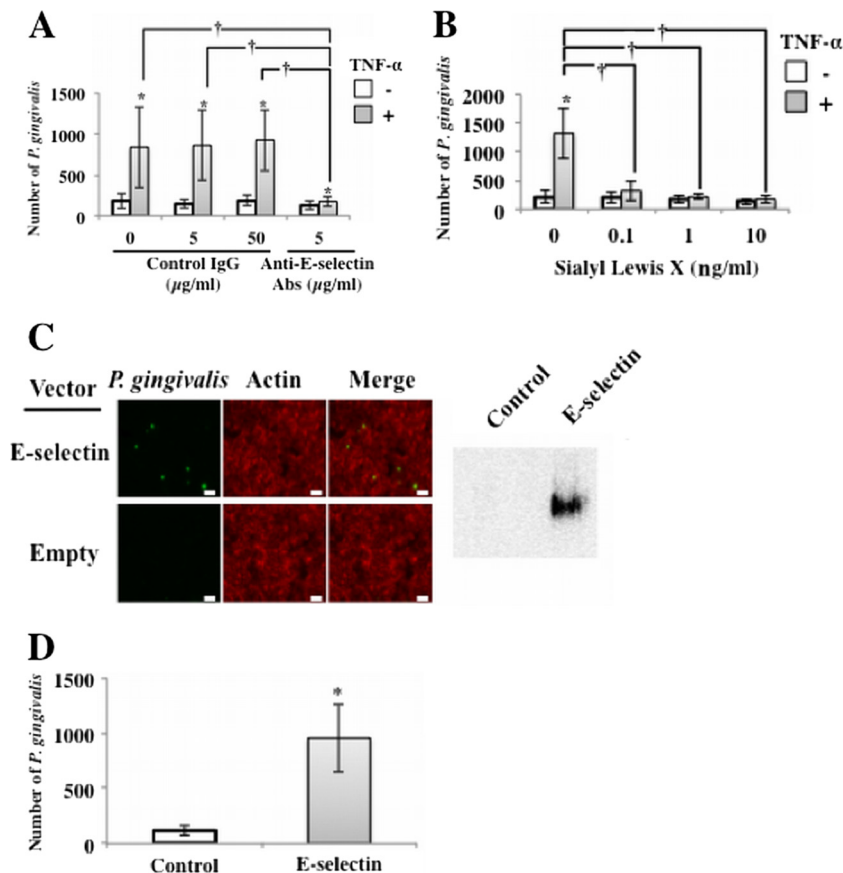 A
†
†
†
TNF-α
-
+
Number of P. gingivalis
1500
1000
500
0
*
*
*
*
0 5 50 5
Control IgG
(µg/ml)
Anti-E-selectin
Abs (µg/ml)
B
†
†
†
TNF-α
-
+
Number of P. gingivalis
2000
1500
1000
500
0
*
0 0.1 1 10
Sialyl Lewis X (ng/ml)
C
Vector P. gingivalis Actin Merge
E-selectin
Empty
Control E-selectin
D
Number of P. gingivalis
1500
1000
500
0
*
Control E-selectin